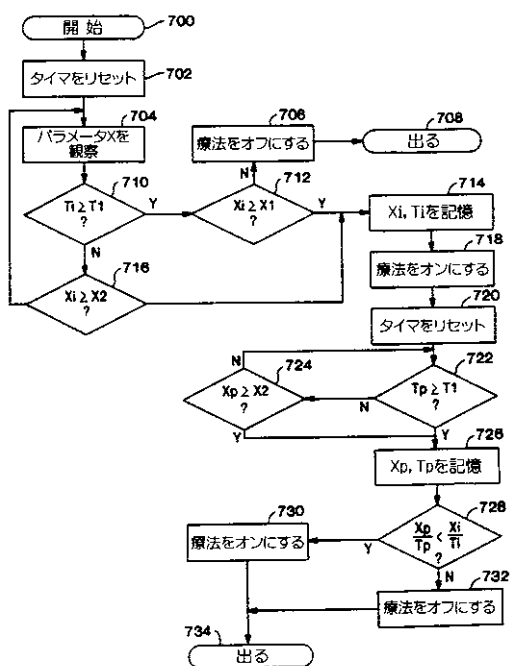 開始
700
タイマをリセット
702
704
パラメータXを
観察
706
療法をオフにする
708
出る
710
Ti≧T1
?
Y
N
712
Xi≧X1
?
N
Y
714
Xi, Tiを記憶
716
Xi≧X2
?
718
療法をオンにする
720
タイマをリセット
722
Tp≧T1
?
N
Y
724
Xp≧X2
?
N
Y
726
Xp, Tpを記憶
728
Xp/Tp < Xi/Ti
?
Y
N
730
療法をオンにする
732
療法をオフにする
734
出る